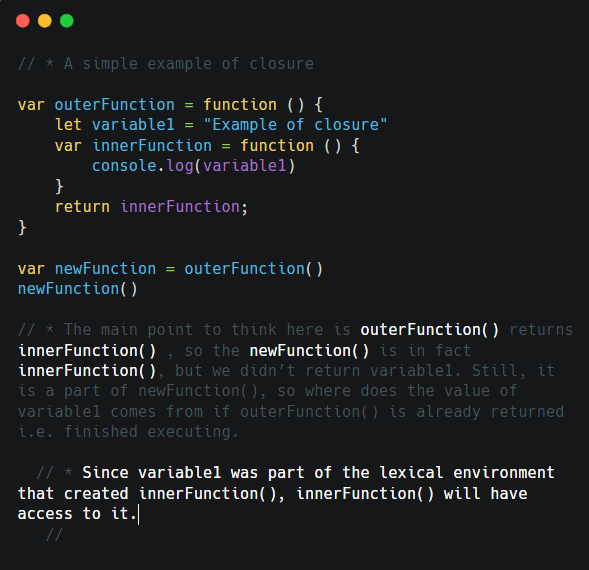 // * A simple example of closure
var outerFunction = function () {
let variable1 = "Example of closure"
var innerFunction = function () {
console.log(variable1)
}
return innerFunction;
}
var newFunction = outerFunction()
newFunction()
// * The main point to think here is outerFunction() returns
innerFunction() , so the newFunction() is in fact
innerFunction(), but we didn’t return variable1. Still, it
is a part of newFunction(), so where does the value of
variable1 comes from if outerFunction() is already returned
i.e. finished executing.
// * Since variable1 was part of the lexical environment
that created innerFunction(), innerFunction() will have
access to it.
//